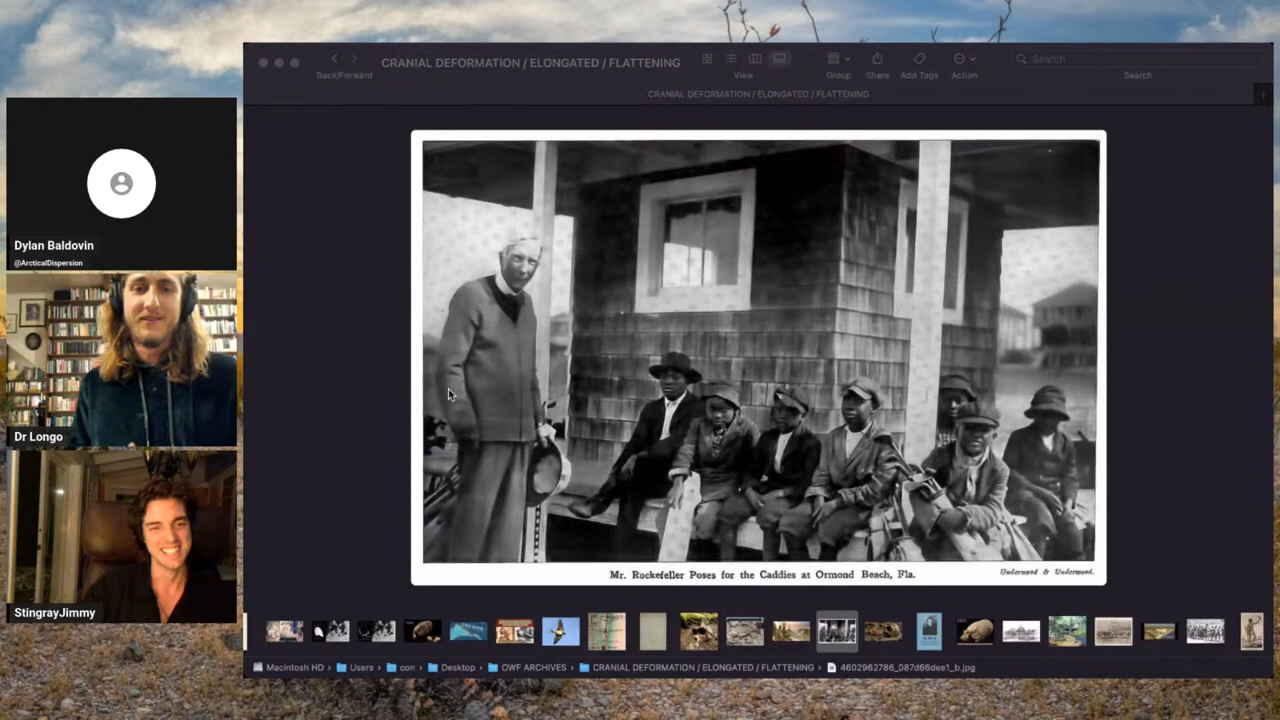 CRANIAL DEFORMATION / ELONGATED / FLATTENING
Back/Forward
View
Group
Share
Add Tags
Action
Search
Search
CRANIAL DEFORMATION / ELONGATED / FLATTENING
Dylan Baldovin
@ArcticalDispersion
Dr Longo
StingrayJimmy
Mr. Rockefeller Poses for the Caddies at Ormond Beach, Fla.
Underwood & Underwood.
Macintosh HD › Users › con › Desktop › OWF ARCHIVES › CRANIAL DEFORMATION / ELONGATED / FLATTENING › 4602962786_087d66dee1_b.jpg